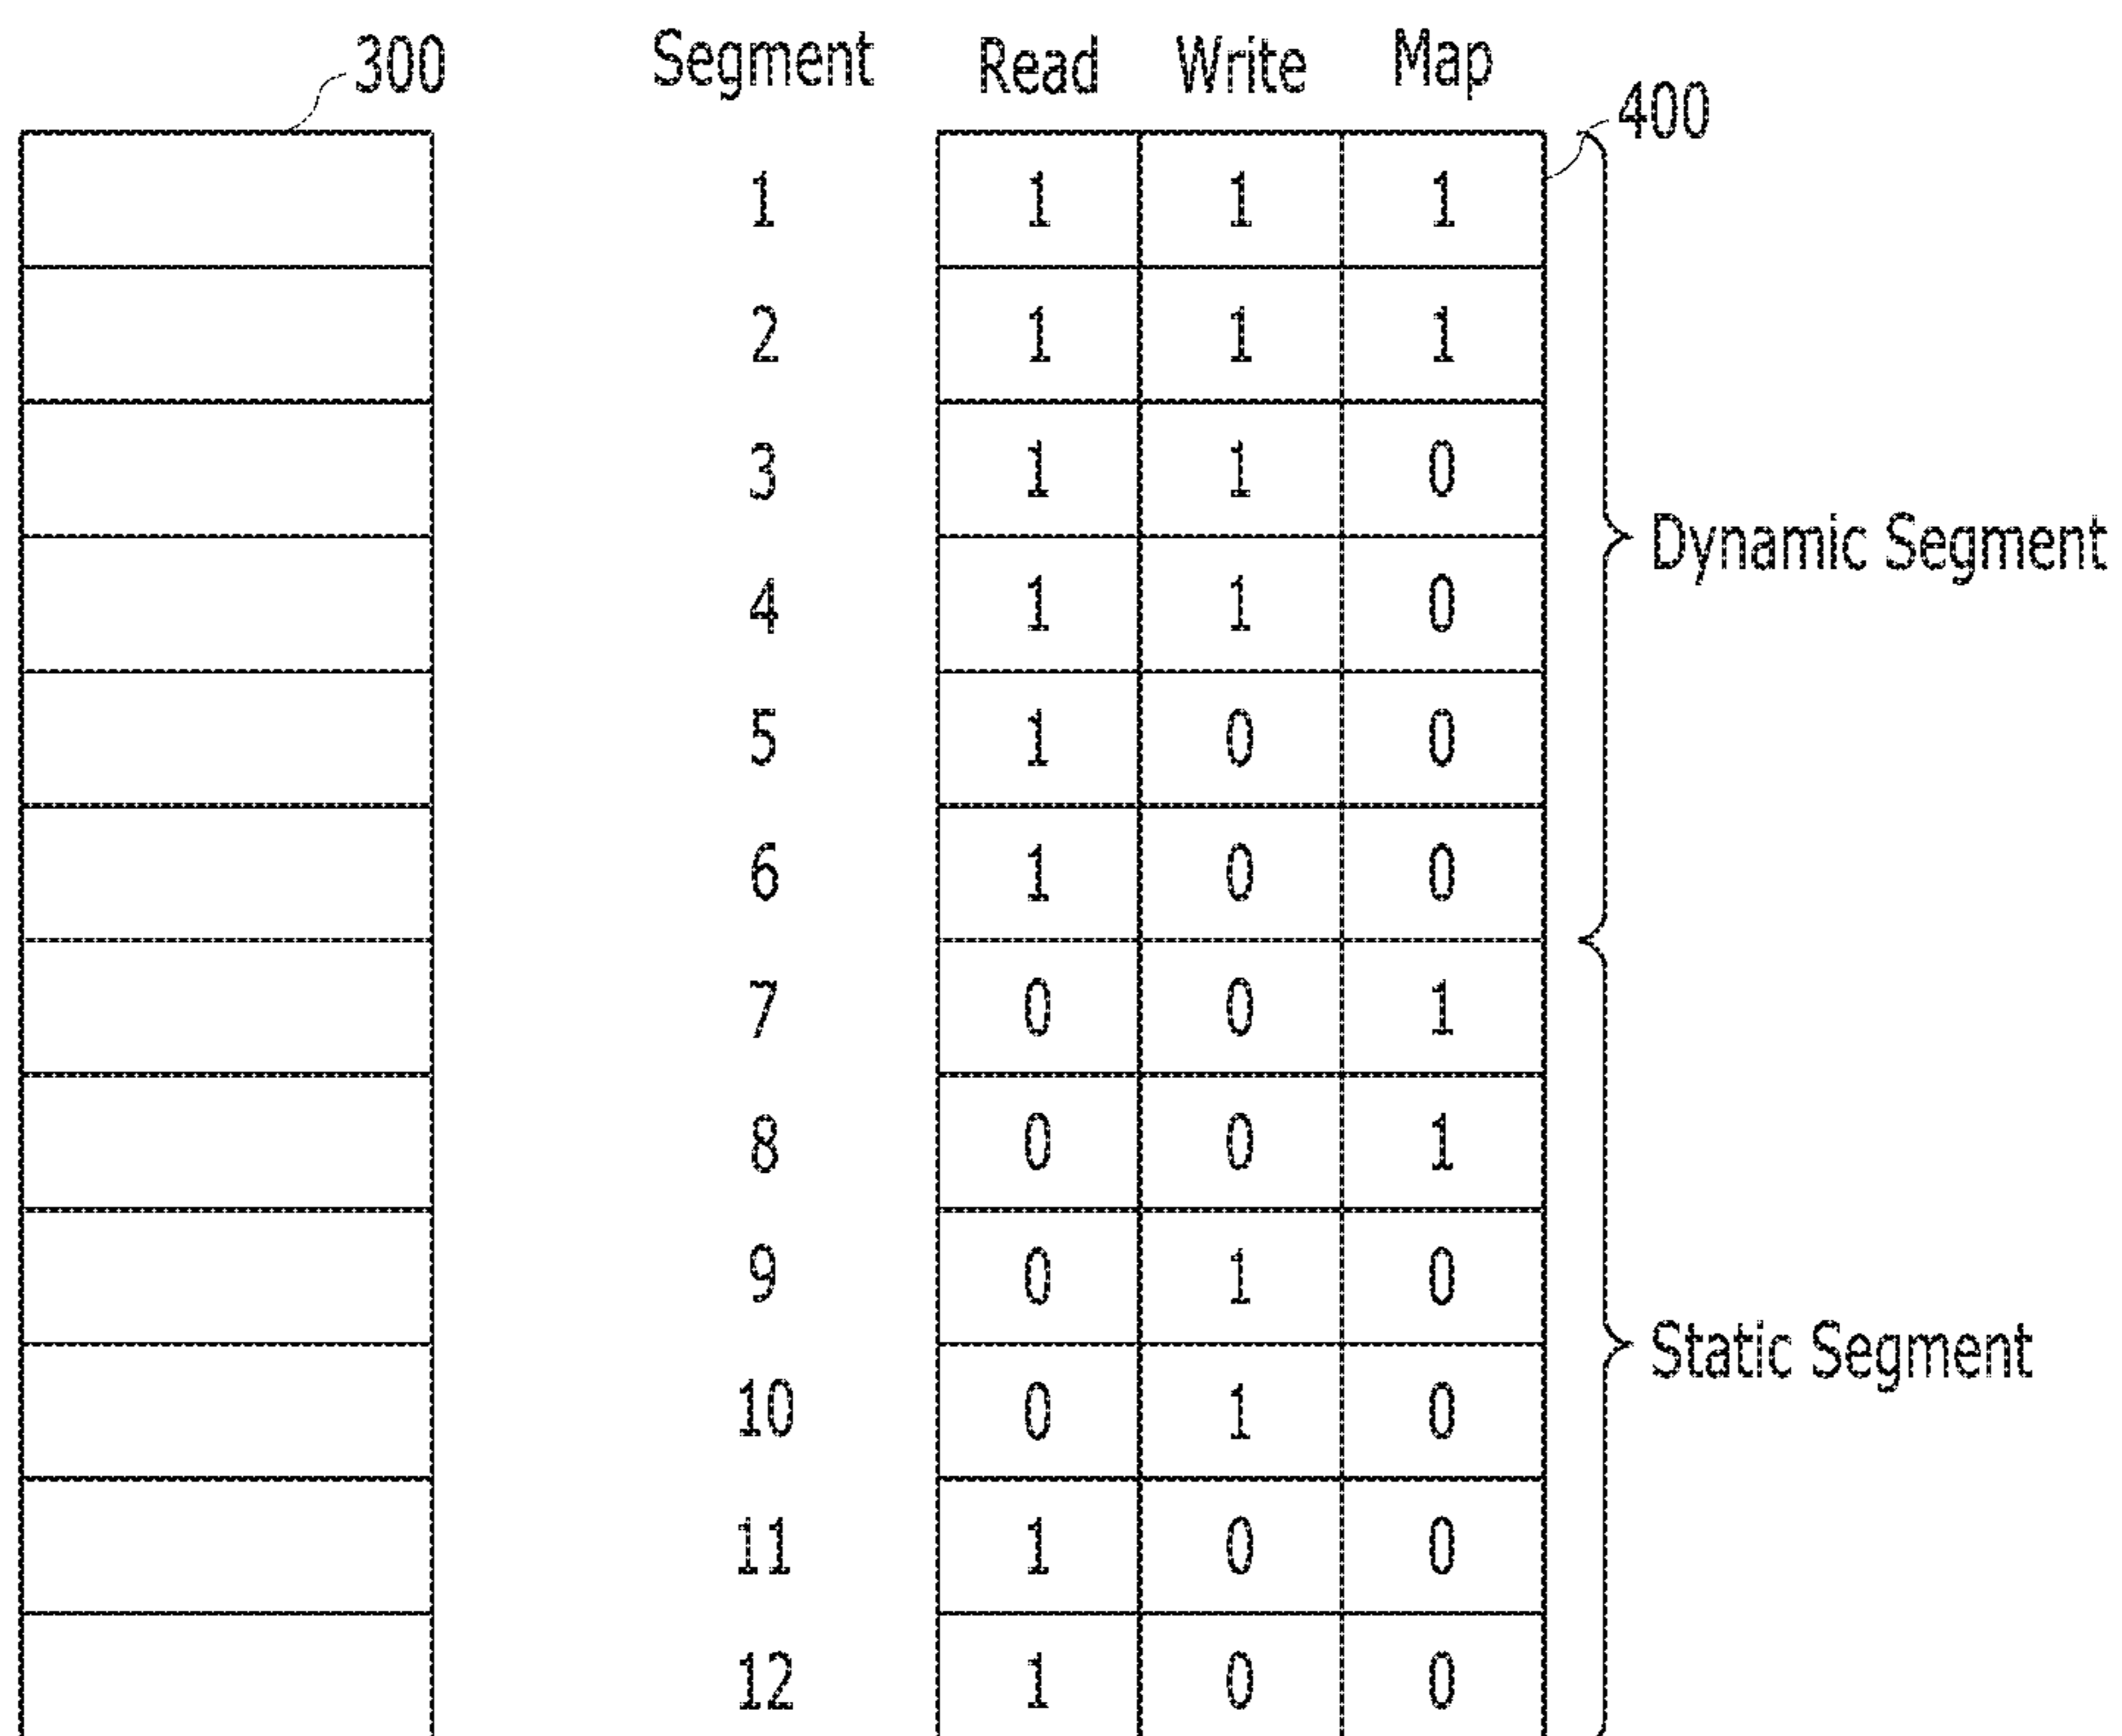 300 Segment Read Write Map 400
1 1 1 1
2 1 1 1
3 1 1 0
4 1 1 0
Dynamic Segment
5 1 0 0
6 1 0 0
7 0 0 1
8 0 0 1
9 0 1 0
Static Segment
10 0 1 0
11 1 0 0
12 1 0 0